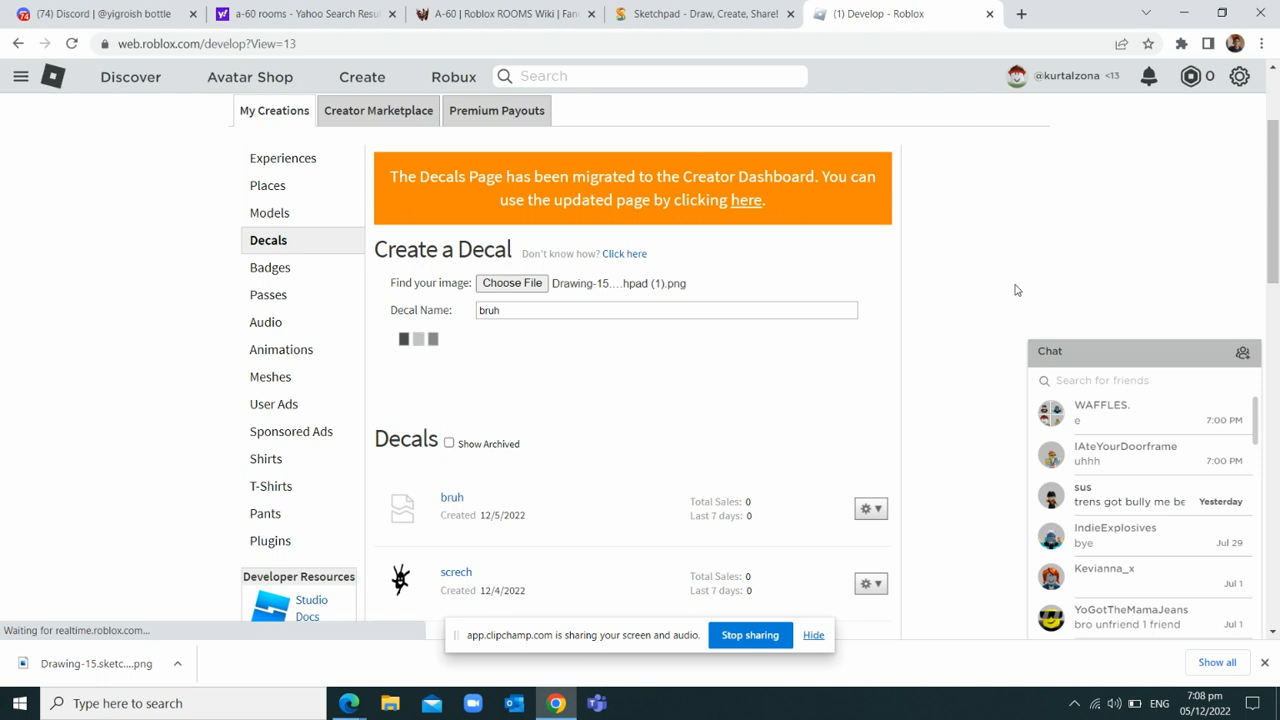 (74) Discord | @yigroish bottle
a-60 rooms - Yahoo Search Resul
A-60 | Roblox ROOMS Wiki | Fan
Sketchpad - Draw, Create, Share!
(1) Develop - Roblox
web.roblox.com/develop?View=13
Discover
Avatar Shop
Create
Robux
Search
@kurtalzona <13
0
My Creations
Creator Marketplace
Premium Payouts
Experiences
Places
Models
Decals
Badges
Passes
Audio
Animations
Meshes
User Ads
Sponsored Ads
Shirts
T-Shirts
Pants
Plugins
Developer Resources
Studio
Docs
The Decals Page has been migrated to the Creator Dashboard. You can
use the updated page by clicking here.
Create a Decal Don't know how? Click here
Find your image: Choose File Drawing-15....hpad (1).png
Decal Name: bruh
Decals Show Archived
bruh
Created 12/5/2022
Total Sales: 0
Last 7 days: 0
screch
Created 12/4/2022
Total Sales: 0
Last 7 days: 0
Chat
Search for friends
WAFFLES.
e 7:00 PM
IAteYourDoorframe
uhhh 7:00 PM
sus
trens got bully me be Yesterday
IndieExplosives
bye Jul 29
Kevianna_x
Jul 1
YoGotTheMamaJeans
bro unfriend 1 friend Jul 1
Waiting for realtime.roblox.com...
app.clipchamp.com is sharing your screen and audio. Stop sharing Hide
Drawing-15.sketc....png
Show all
Type here to search
ENG
7:08 pm
05/12/2022